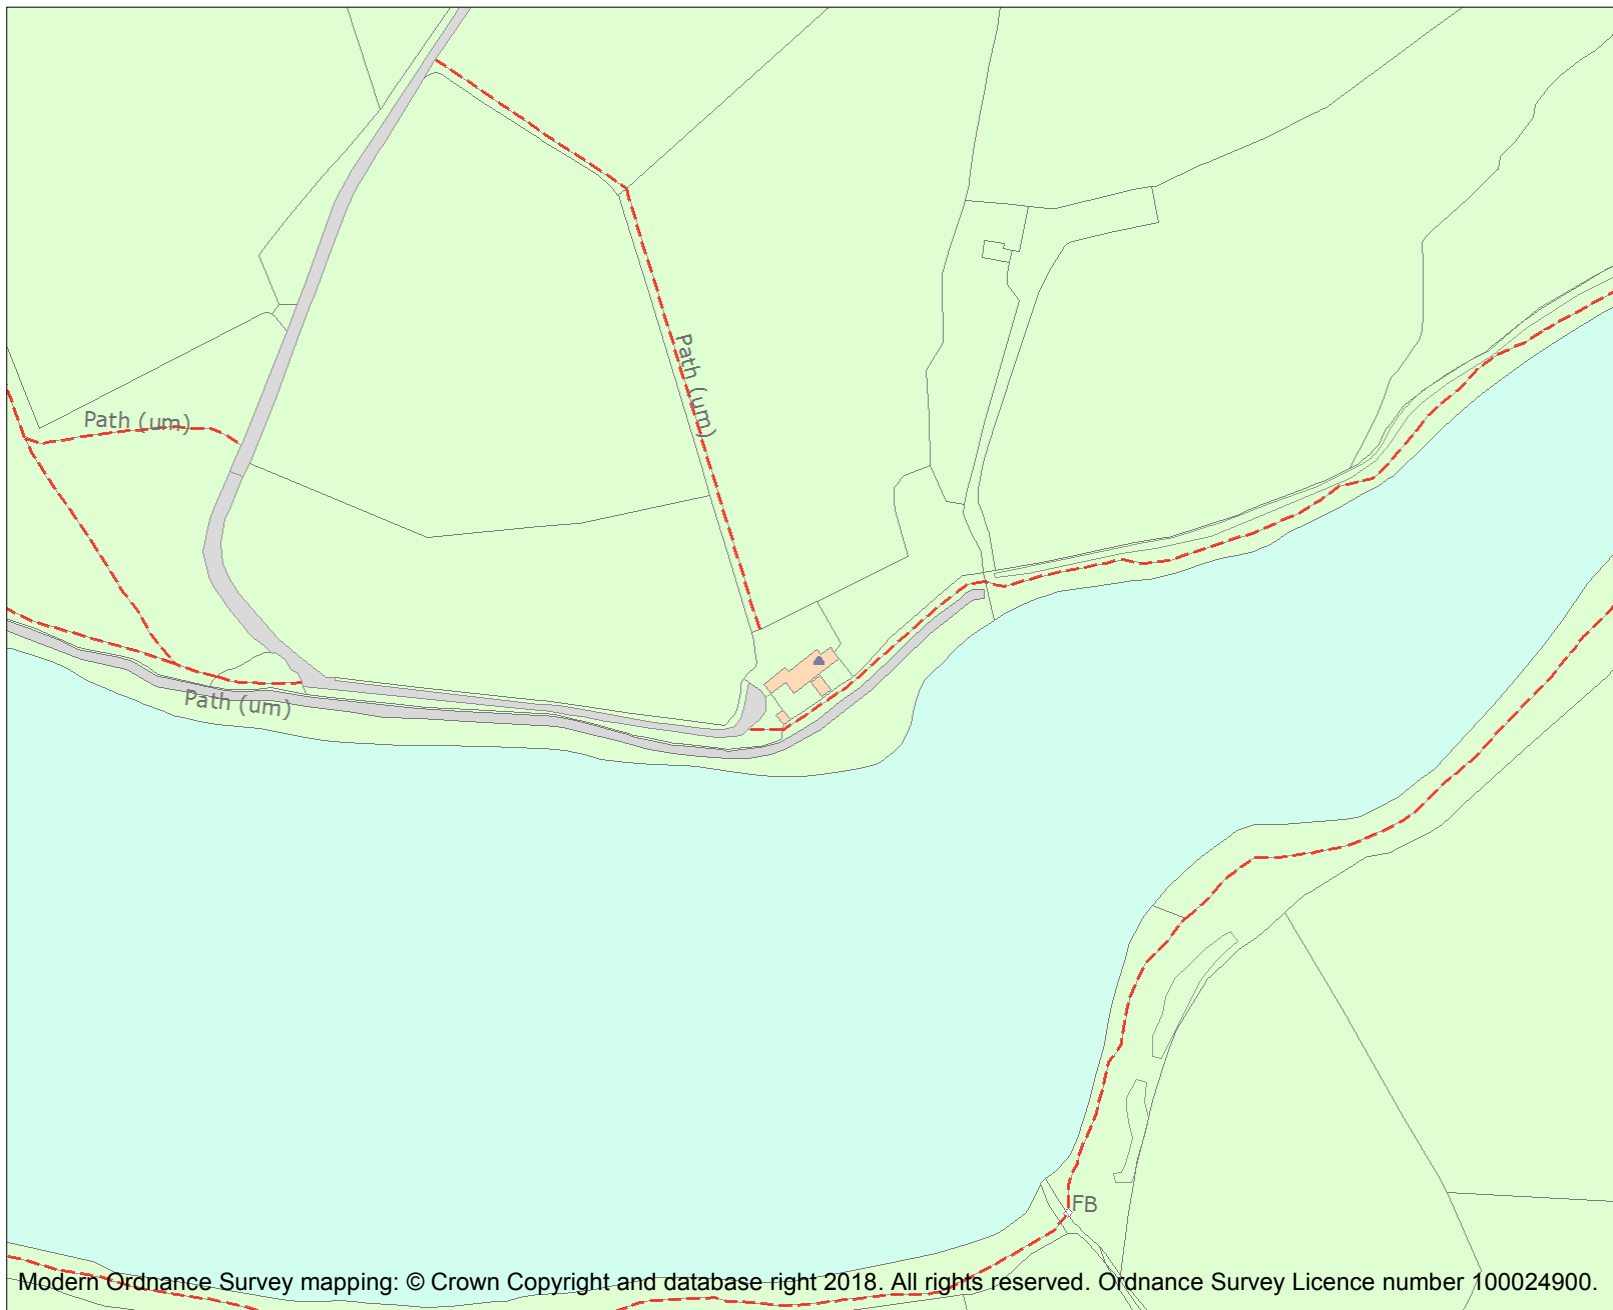 Path (um)
Path (um)
Path (um)
FB
Modern Ordnance Survey mapping: © Crown Copyright and database right 2018. All rights reserved. Ordnance Survey Licence number 100024900.